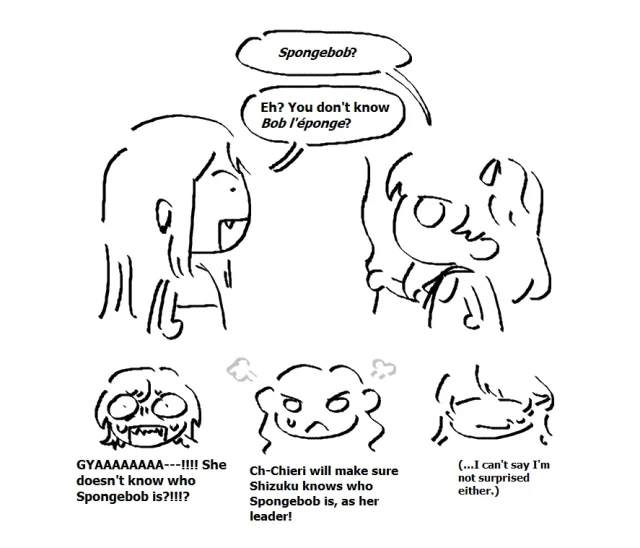 Spongebob?
Eh? You don't know
Bob l'éponge?
GYAAAAAAAA---!!!! She
doesn't know who
Spongebob is?!!!?
Ch-Chieri will make sure
Shizuku knows who
Spongebob is, as her
leader!
(...I can't say I'm
not surprised
either.)